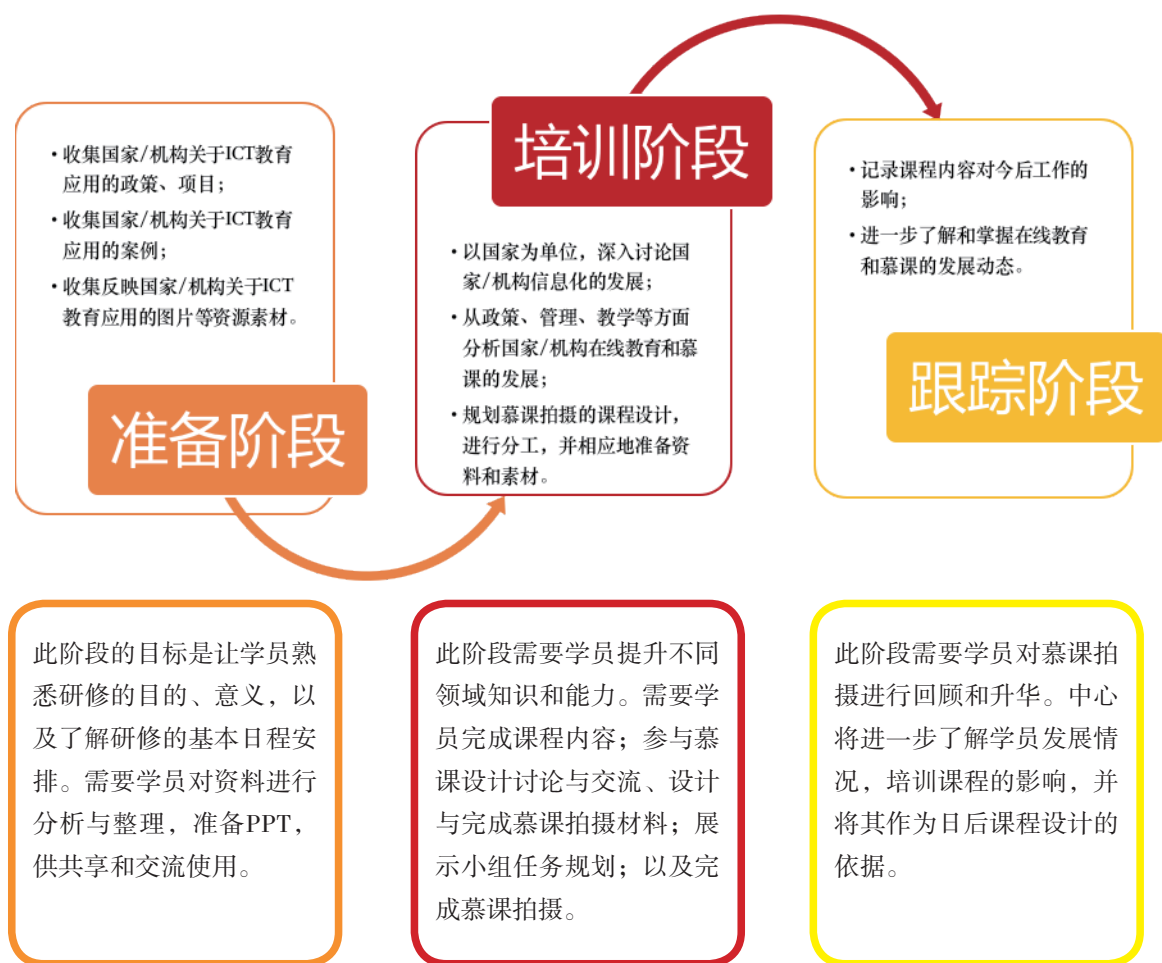 • 收集国家/机构关于ICT教育
应用的政策、项目；
• 收集国家/机构关于ICT教育
应用的案例；
• 收集反映国家/机构关于ICT
教育应用的图片等资源素材。
准备阶段
培训阶段
• 以国家为单位，深入讨论国
家/机构信息化的发展；
• 从政策、管理、教学等方面
分析国家/机构在线教育和慕
课的发展；
• 规划慕课拍摄的课程设计，
进行分工，并相应地准备资
料和素材。
• 记录课程内容对今后工作的
影响；
• 进一步了解和掌握在线教育
和慕课的发展动态。
跟踪阶段
此阶段的目标是让学员熟
悉研修的目的、意义，以
及了解研修的基本日程安
排。需要学员对资料进行
分析与整理，准备PPT，
供共享和交流使用。
此阶段需要学员提升不同
领域知识和能力。需要学
员完成课程内容；参与慕
课设计讨论与交流、设计
与完成慕课拍摄材料；展
示小组任务规划；以及完
成慕课拍摄。
此阶段需要学员对慕课拍
摄进行回顾和升华。中心
将进一步了解学员发展情
况，培训课程的影响，并
将其作为日后课程设计的
依据。